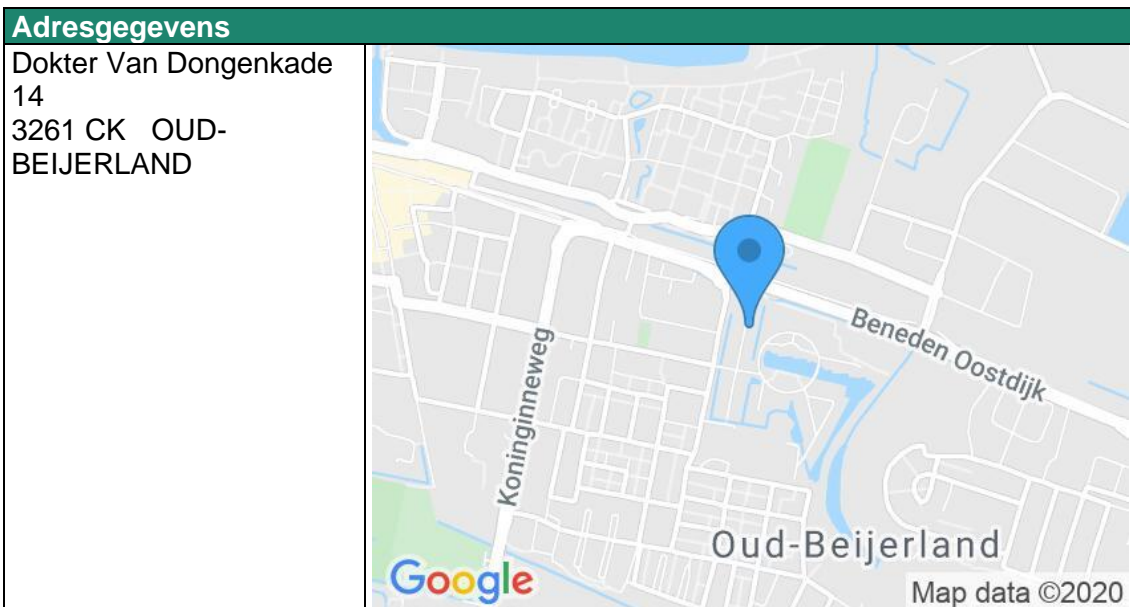 Adresgegevens
Dokter Van Dongenkade
14
3261 CK   OUD-
BEIJERLAND
Beneden Oostdijk
Koninginneweg
Oud-Beijerland
Google
Map data ©2020